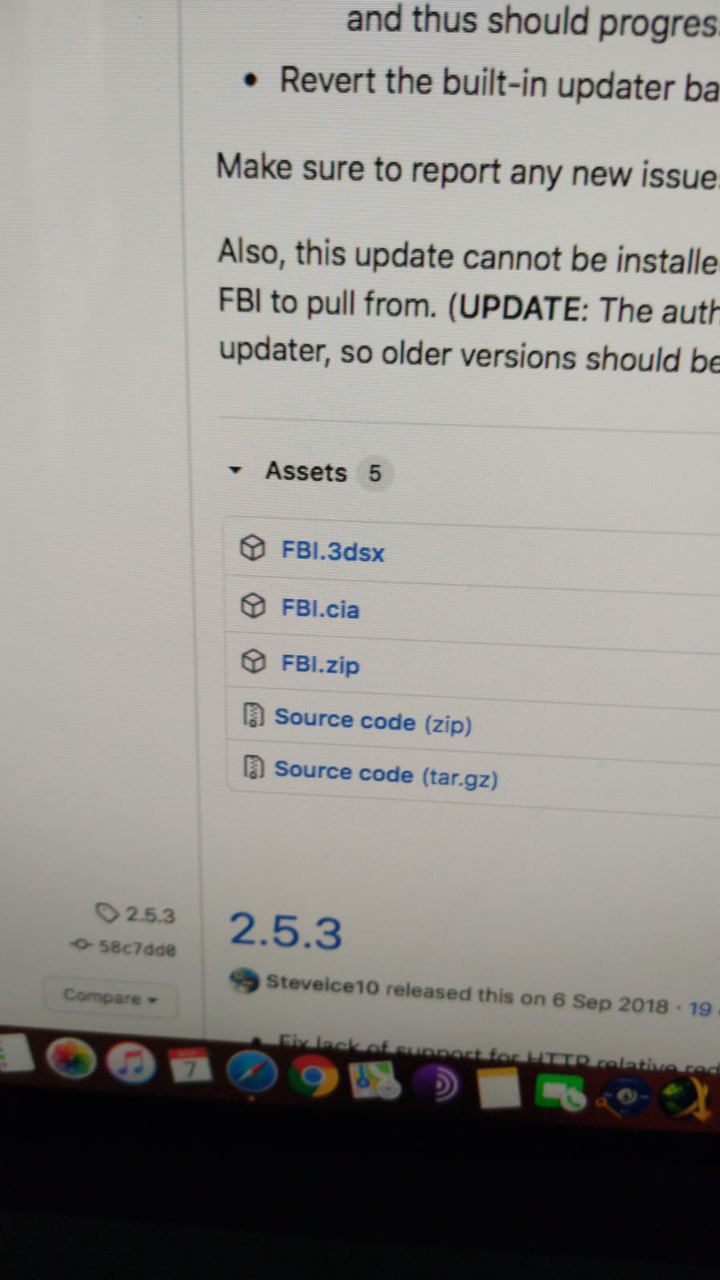 and thus should progres
• Revert the built-in updater ba
Make sure to report any new issue
Also, this update cannot be installe
FBI to pull from. (UPDATE: The auth
updater, so older versions should be
Assets 5
FBI.3dsx
FBI.cia
FBI.zip
Source code (zip)
Source code (tar.gz)
2.5.3
58c7dd0
Compare
2.5.3
Steveice10 released this on 6 Sep 2018 · 19
• Fix lack of support for HTTP relative red
7